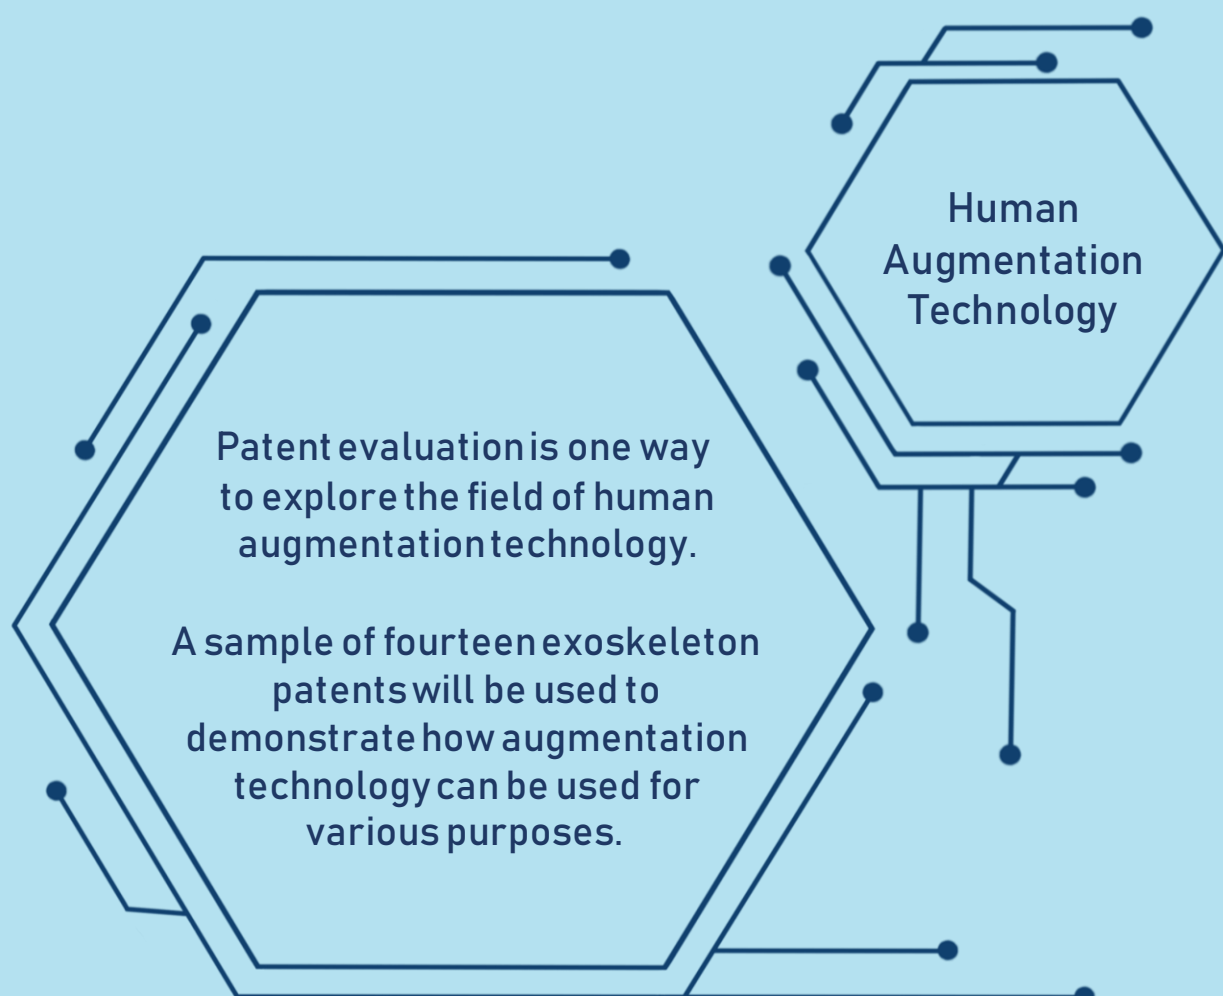 Human
Augmentation
Technology
Patent evaluation is one way
to explore the field of human
augmentation technology.
A sample of fourteen exoskeleton
patents will be used to
demonstrate how augmentation
technology can be used for
various purposes.